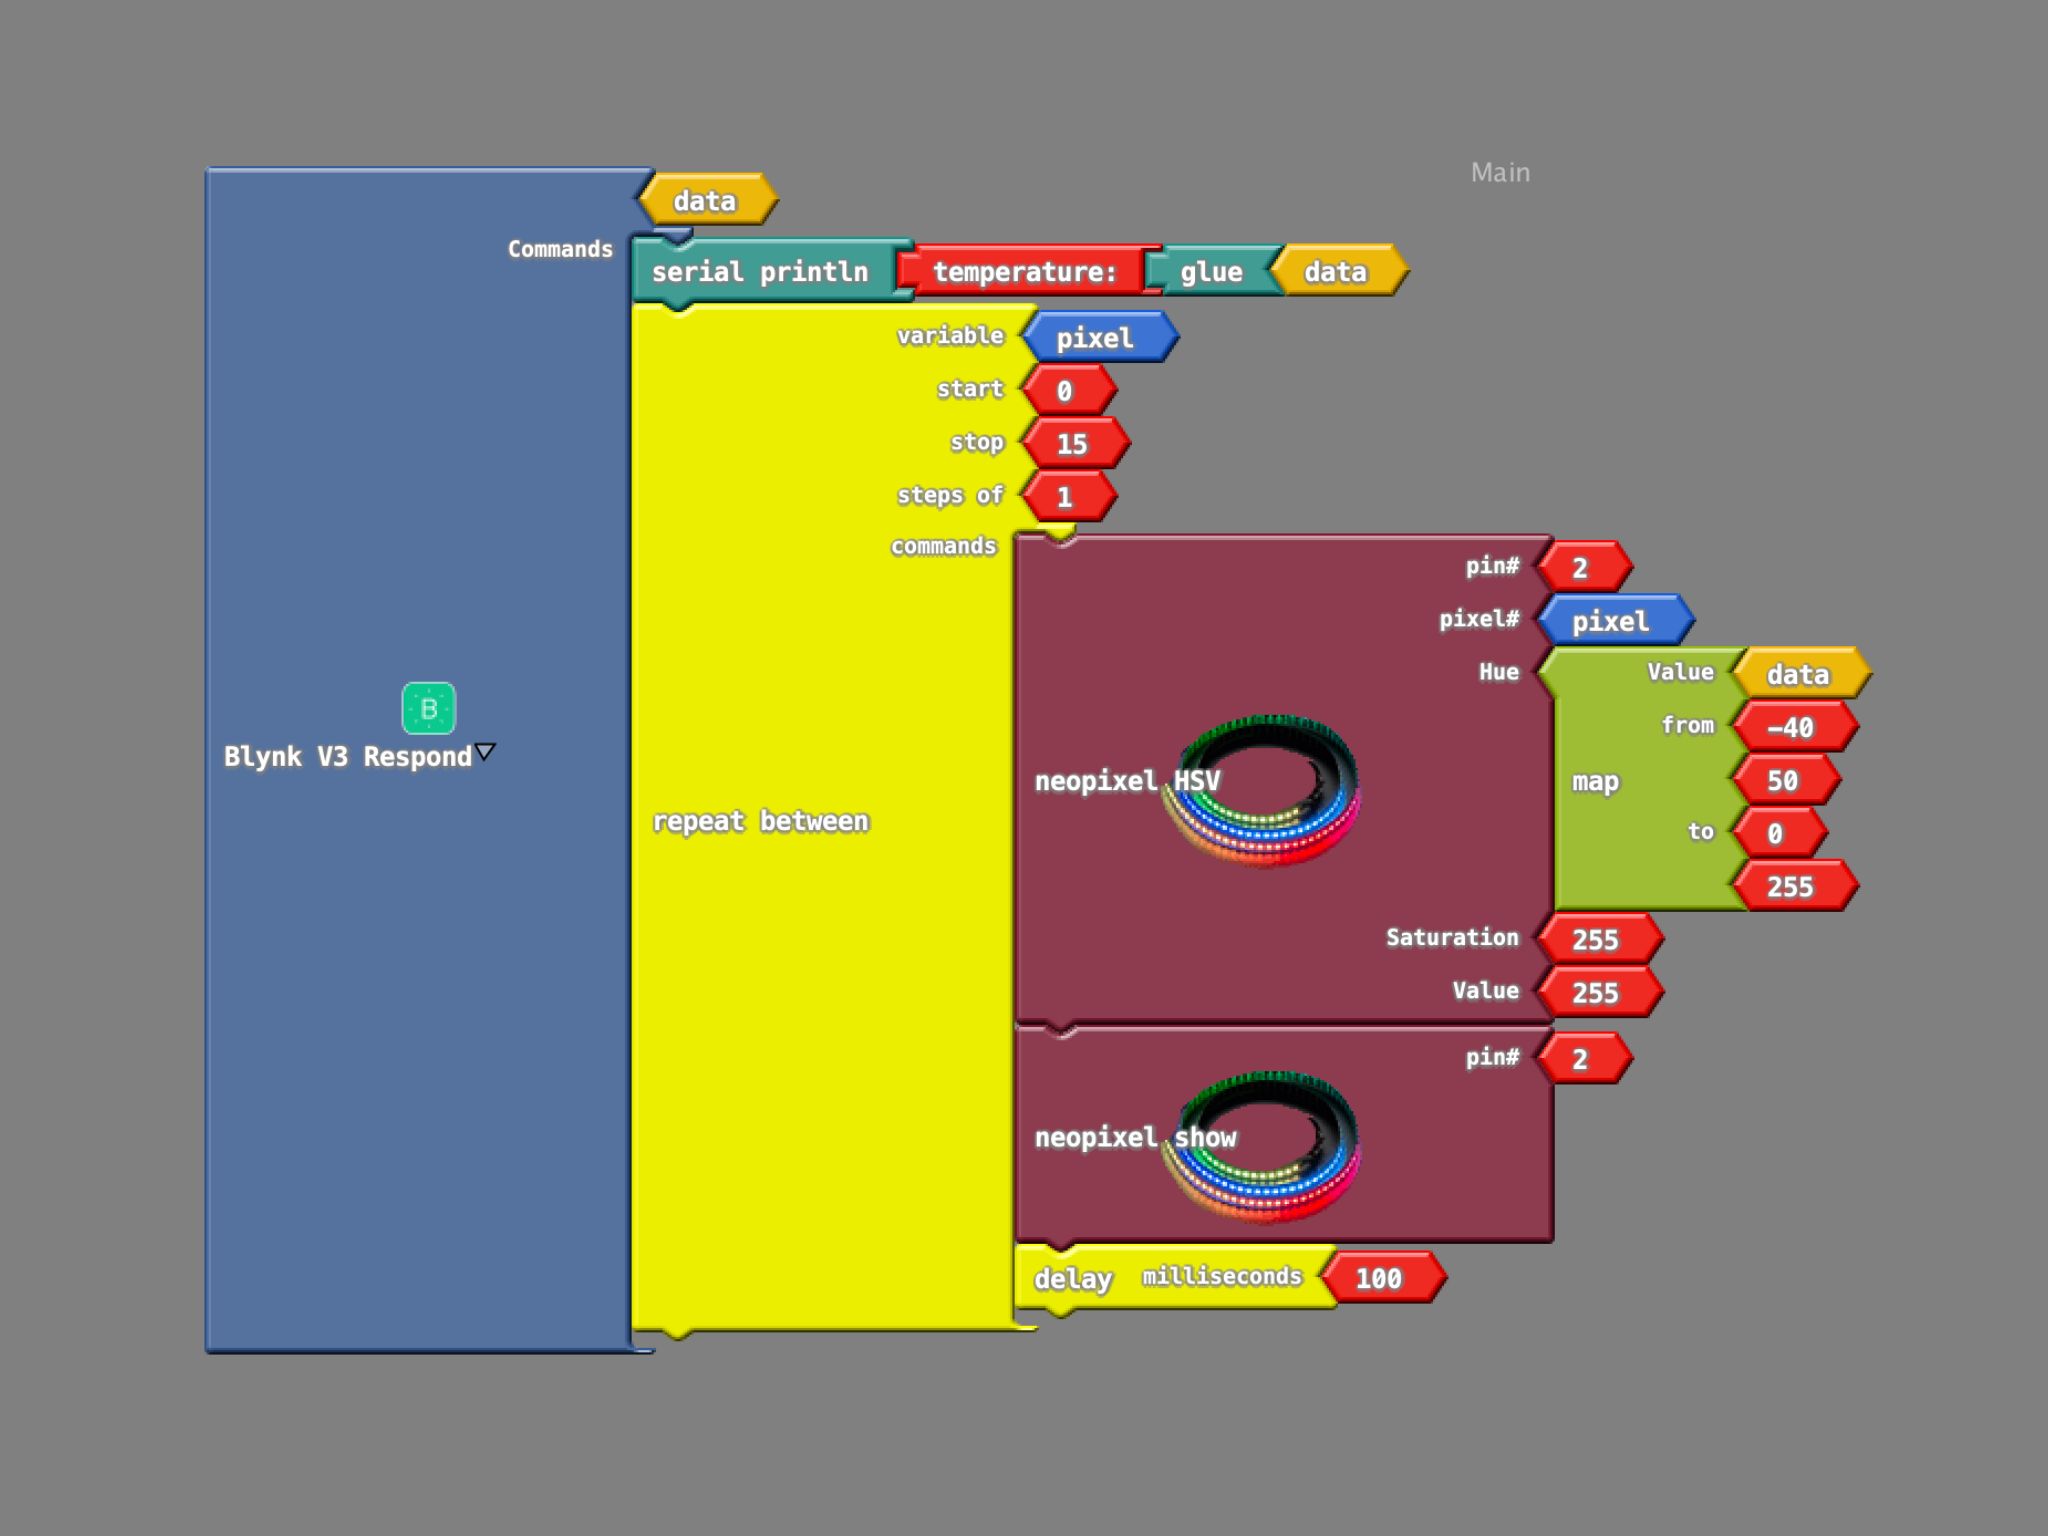 Main
data
Commands
serial println temperature: glue data
variable pixel
start 0
stop 15
steps of 1
commands
pin# 2
pixel# pixel
Hue Value data
from -40
B
Blynk V3 Respond
neopixel HSV map 50
repeat between
to 0
255
Saturation 255
Value 255
pin# 2
neopixel show
delay milliseconds 100